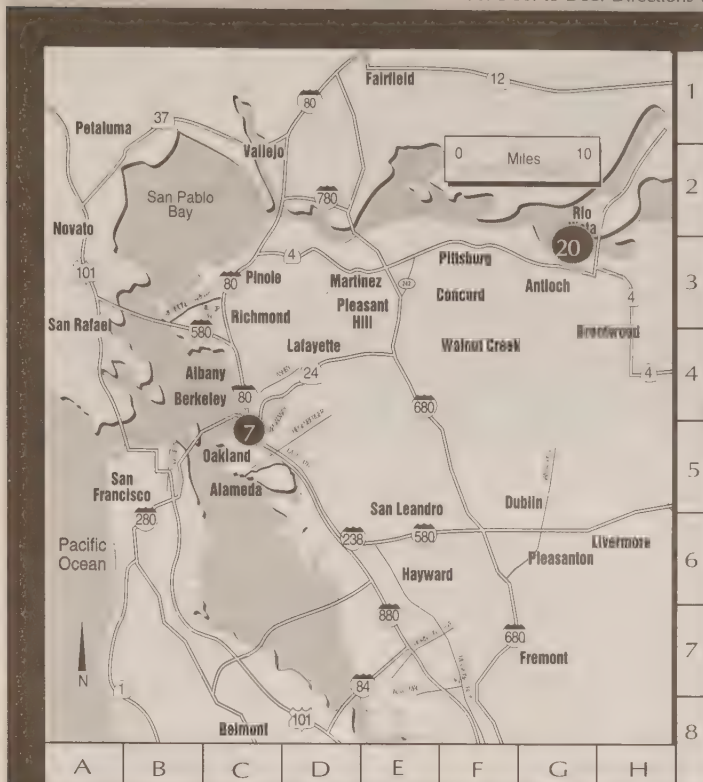 Fairfield
12
1
80
Petaluma
37
Vallejo
0 Miles 10
San Pablo
Bay
780
2
Rio
Novato
20
4
Pittsburg
3
101
80
Pinole
Martinez
242
Antioch
Pleasant
Hill
Concord
4
San Rafael
580
Richmond
Brentwood
Lafayette
Walnut Creek
Albany
24
4
4
Berkeley
80
680
7
Oakland
5
San
Francisco
Alameda
San Leandro
Dublin
280
238
580
Pacific
Ocean
Livermore
Pleasanton
6
Hayward
880
680
7
N
Fremont
1
84
Belmont
101
8
A B C D E F G H